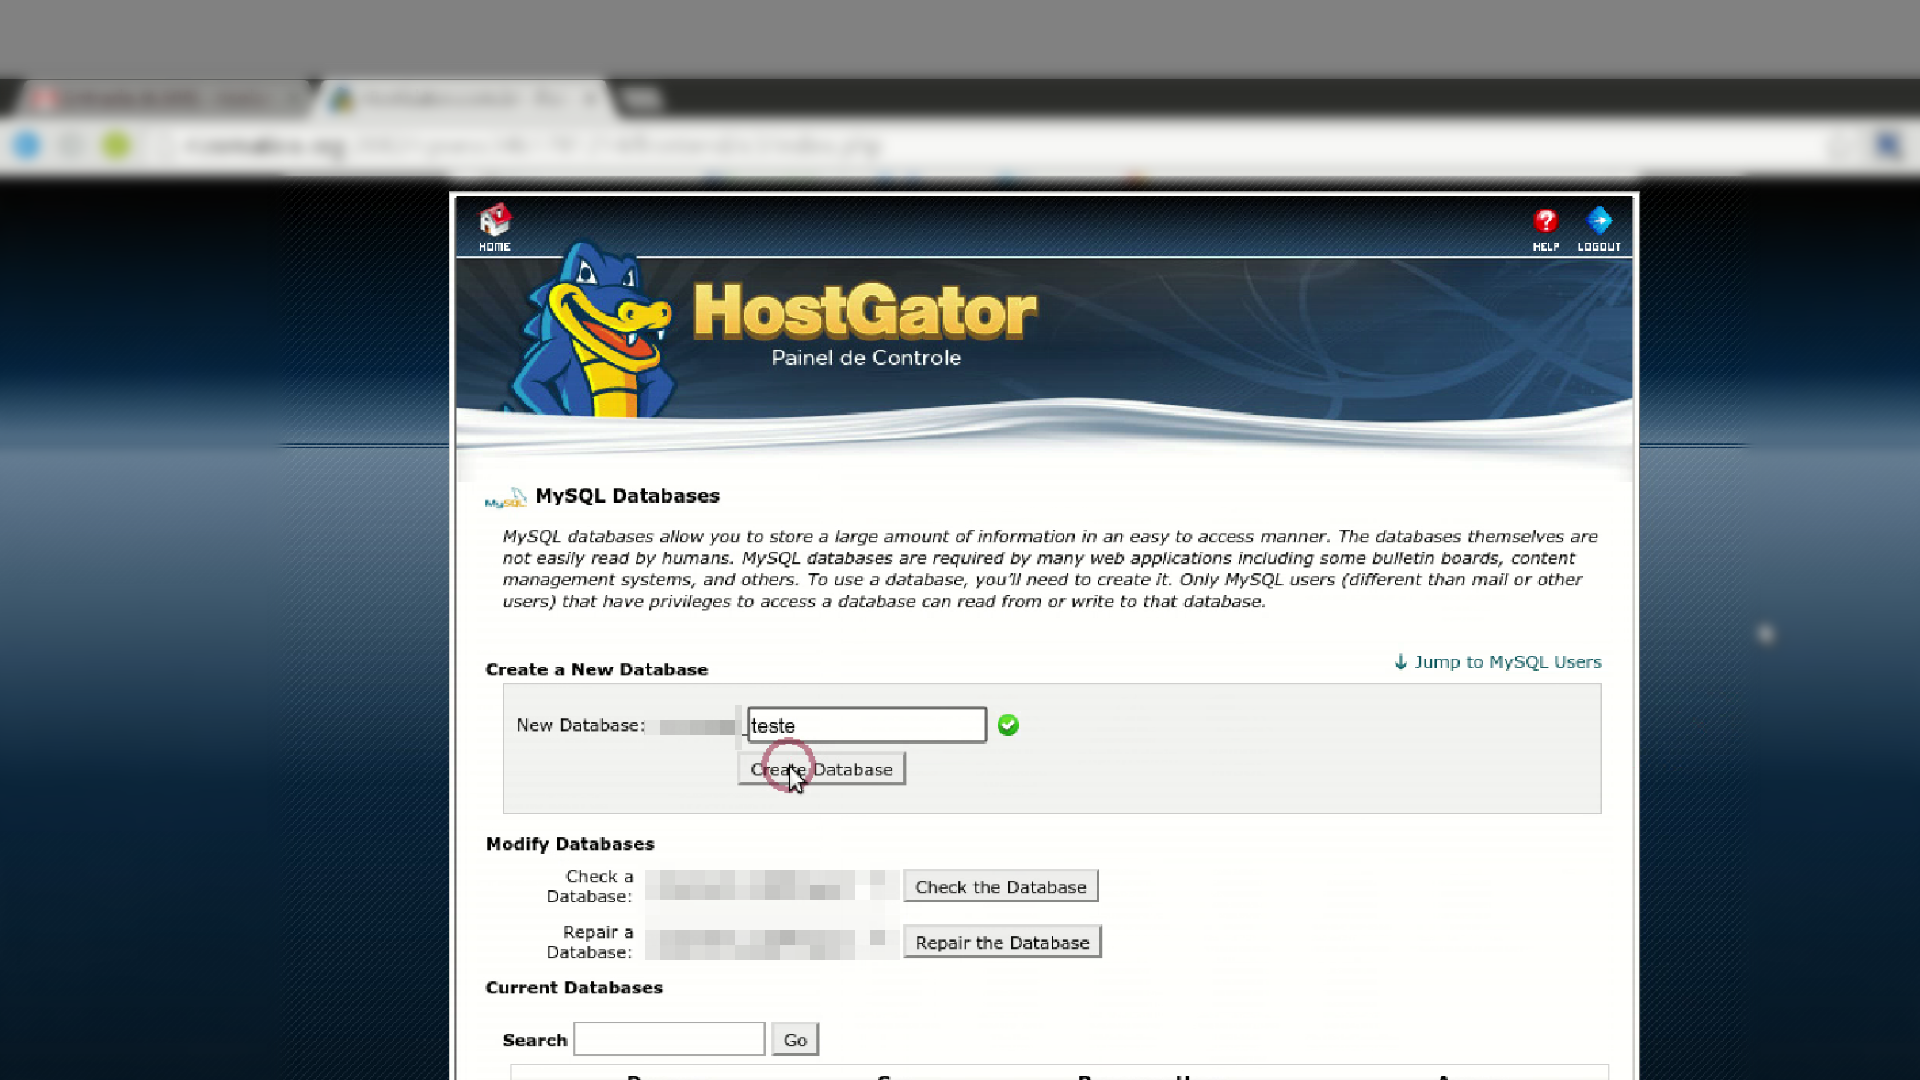 HOME
HELP
LOGOUT
HostGator
Painel de Controle
MySQL
MySQL Databases
MySQL databases allow you to store a large amount of information in an easy to access manner. The databases themselves are
not easily read by humans. MySQL databases are required by many web applications including some bulletin boards, content
management systems, and others. To use a database, you'll need to create it. Only MySQL users (different than mail or other
users) that have privileges to access a database can read from or write to that database.
Jump to MySQL Users
Create a New Database
New Database: _ teste
Create Database
Modify Databases
Check a
Database:
Check the Database
Repair a
Database:
Repair the Database
Current Databases
Search
Go